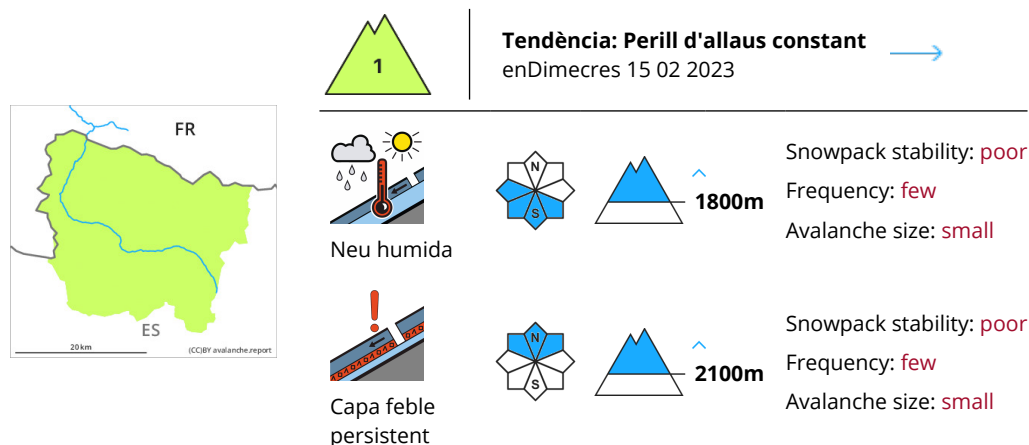 1
Tendència: Perill d'allaus constant
enDimecres 15 02 2023
FR
ES
20 km
(CC)BY avalanche.report
N
S
1800m
Snowpack stability: poor
Frequency: few
Avalanche size: small
Neu humida
N
S
2100m
Snowpack stability: poor
Frequency: few
Avalanche size: small
Capa feble
persistent